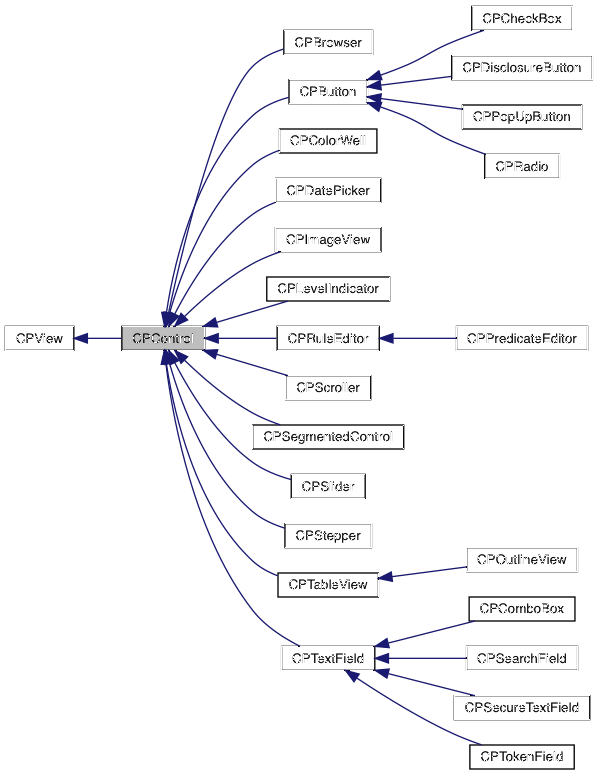 CPCheckBox
CPBrowser
CPDisclosureButton
CPButton
CPPopUpButton
CPColorWell
CPRadio
CPDatePicker
CPImageView
CPLevelIndicator
CPView
CPControl
CPRuleEditor
CPPredicateEditor
CPScroller
CPSegmentedControl
CPSlider
CPStepper
CPOutlineView
CPTableView
CPComboBox
CPTextField
CPSearchField
CPSecureTextField
CPTokenField